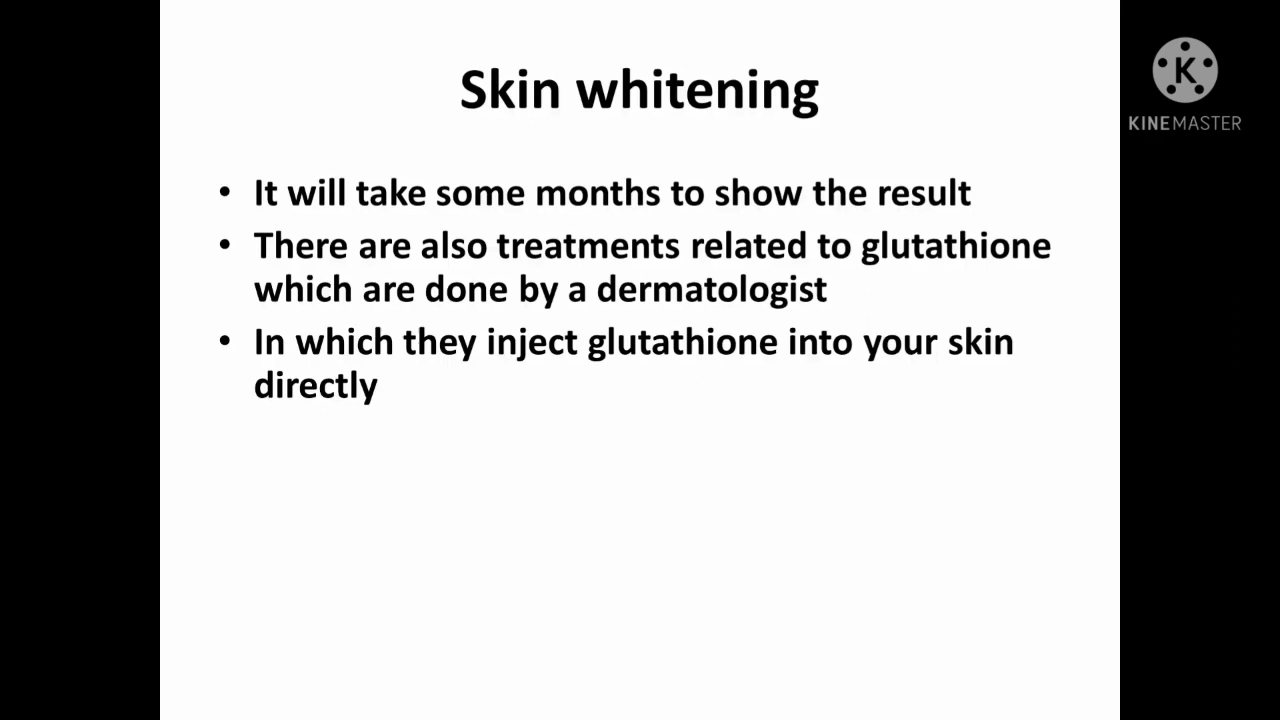 Skin whitening
K
KINEMASTER
• It will take some months to show the result
• There are also treatments related to glutathione
which are done by a dermatologist
• In which they inject glutathione into your skin
directly